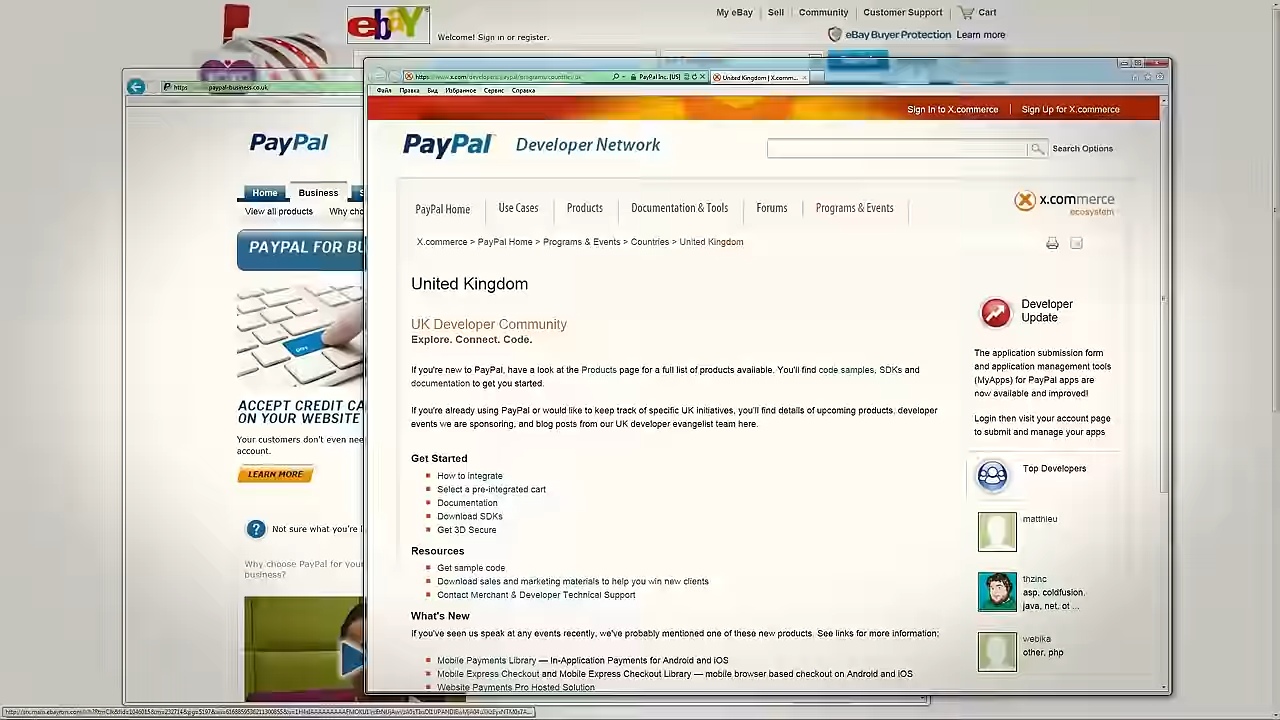 My eBay Sell Community Customer Support Cart
ebaY
Welcome! Sign in or register.
eBay Buyer Protection Learn more
https
paypal-business.co.uk
PayPal
Home Business
View all products Why cho
PAYPAL FOR BU
ACCEPT CREDIT CA
ON YOUR WEBSITE
Your customers don't even nee
account.
LEARN MORE
Not sure what you're l
Why choose PayPal for your
business?
PayPal Inc. [US]
United Kingdom | X.comm...
Файл Правка Вид Избранное Сервис Справка
Sign In to X.commerce Sign Up for X.commerce
PayPal Developer Network
Search Options
PayPal Home Use Cases Products Documentation & Tools Forums Programs & Events
x.commerce
ecosystem
X.commerce > PayPal Home > Programs & Events > Countries > United Kingdom
United Kingdom
UK Developer Community
Explore. Connect. Code.
If you're new to PayPal, have a look at the Products page for a full list of products available. You'll find code samples, SDKs and
documentation to get you started.
If you're already using PayPal or would like to keep track of specific UK initiatives, you'll find details of upcoming products, developer
events we are sponsoring, and blog posts from our UK developer evangelist team here.
Get Started
How to integrate
Select a pre-integrated cart
Documentation
Download SDKs
Get 3D Secure
Resources
Get sample code
Download sales and marketing materials to help you win new clients
Contact Merchant & Developer Technical Support
What's New
If you've seen us speak at any events recently, we've probably mentioned one of these new products. See links for more information;
Mobile Payments Library — In-Application Payments for Android and iOS
Mobile Express Checkout and Mobile Express Checkout Library — mobile browser based checkout on Android and iOS
Website Payments Pro Hosted Solution
Developer
Update
The application submission form
and application management tools
(MyApps) for PayPal apps are
now available and improved!
Login then visit your account page
to submit and manage your apps
Top Developers
matthieu
thzinc
asp, coldfusion,
java, net, ot ...
webika
other, php